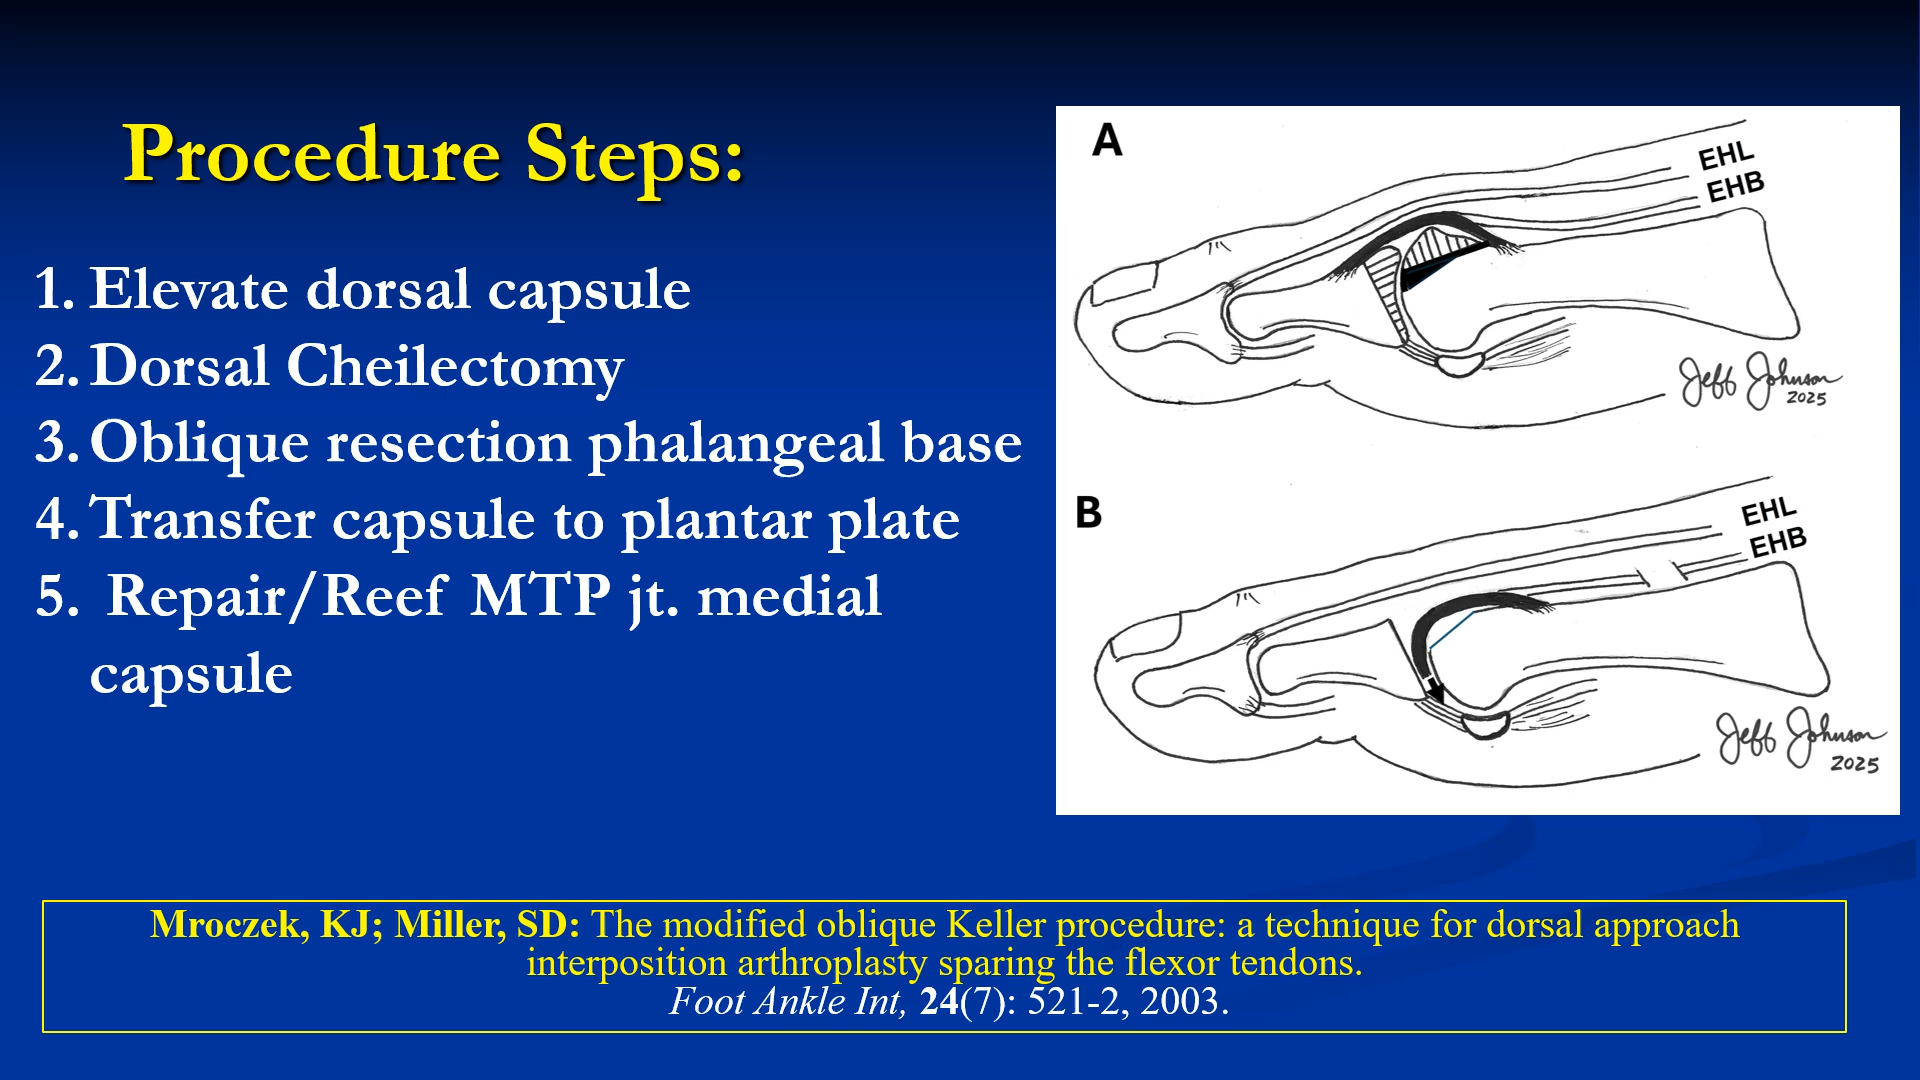 Procedure Steps:
1. Elevate dorsal capsule
2. Dorsal Cheilectomy
3. Oblique resection phalangeal base
4. Transfer capsule to plantar plate
5. Repair/Reef MTP jt. medial
capsule
A
EHL
EHB
Jeff Johnson
2025
B
EHL
EHB
Jeff Johnson
2025
Mroczek, KJ; Miller, SD: The modified oblique Keller procedure: a technique for dorsal approach
interposition arthroplasty sparing the flexor tendons.
Foot Ankle Int, 24(7): 521-2, 2003.